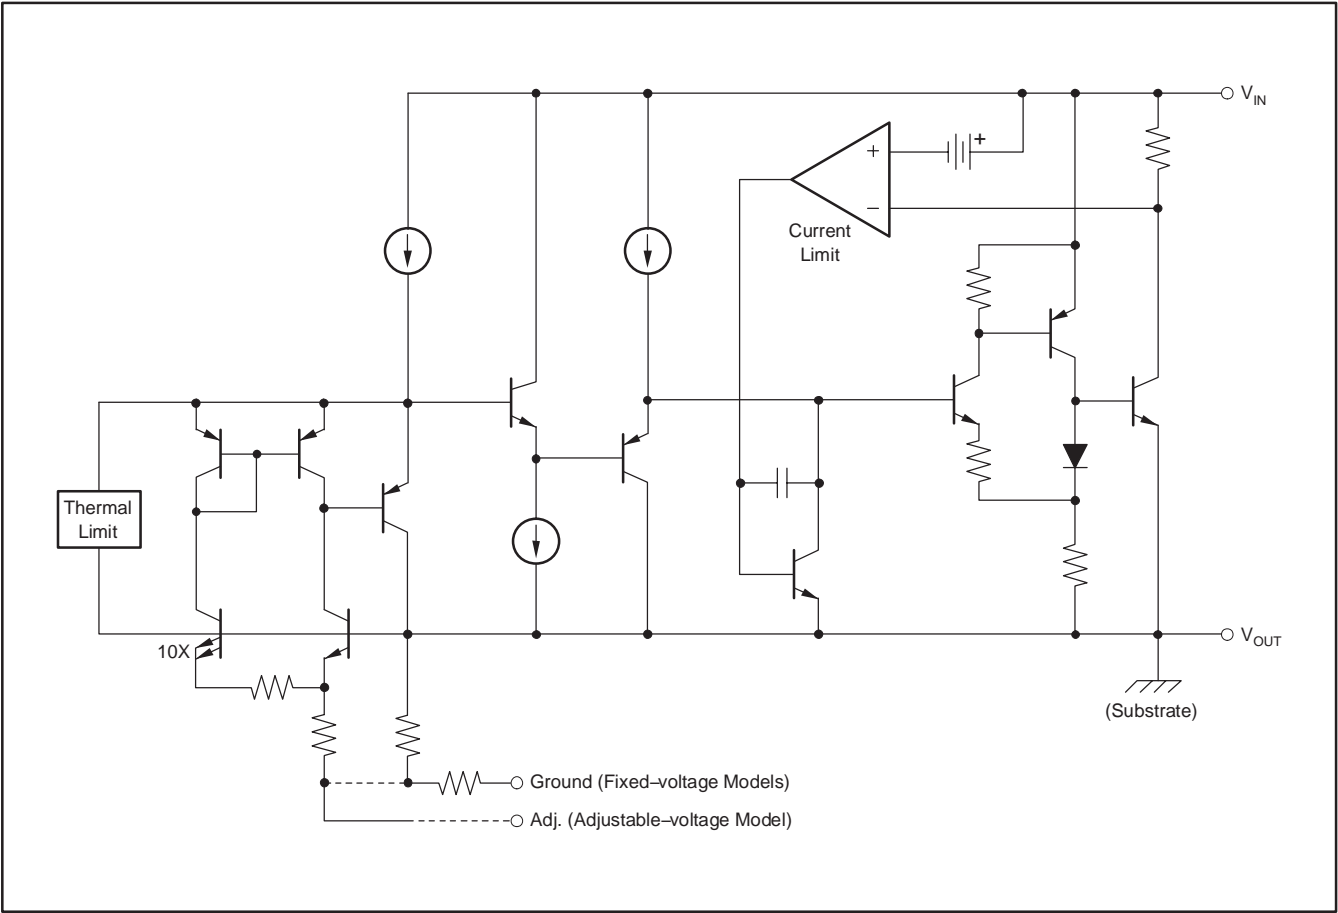 V_IN
+
+
−
Current
Limit
Thermal
Limit
10X
V_OUT
(Substrate)
Ground (Fixed–voltage Models)
Adj. (Adjustable–voltage Model)